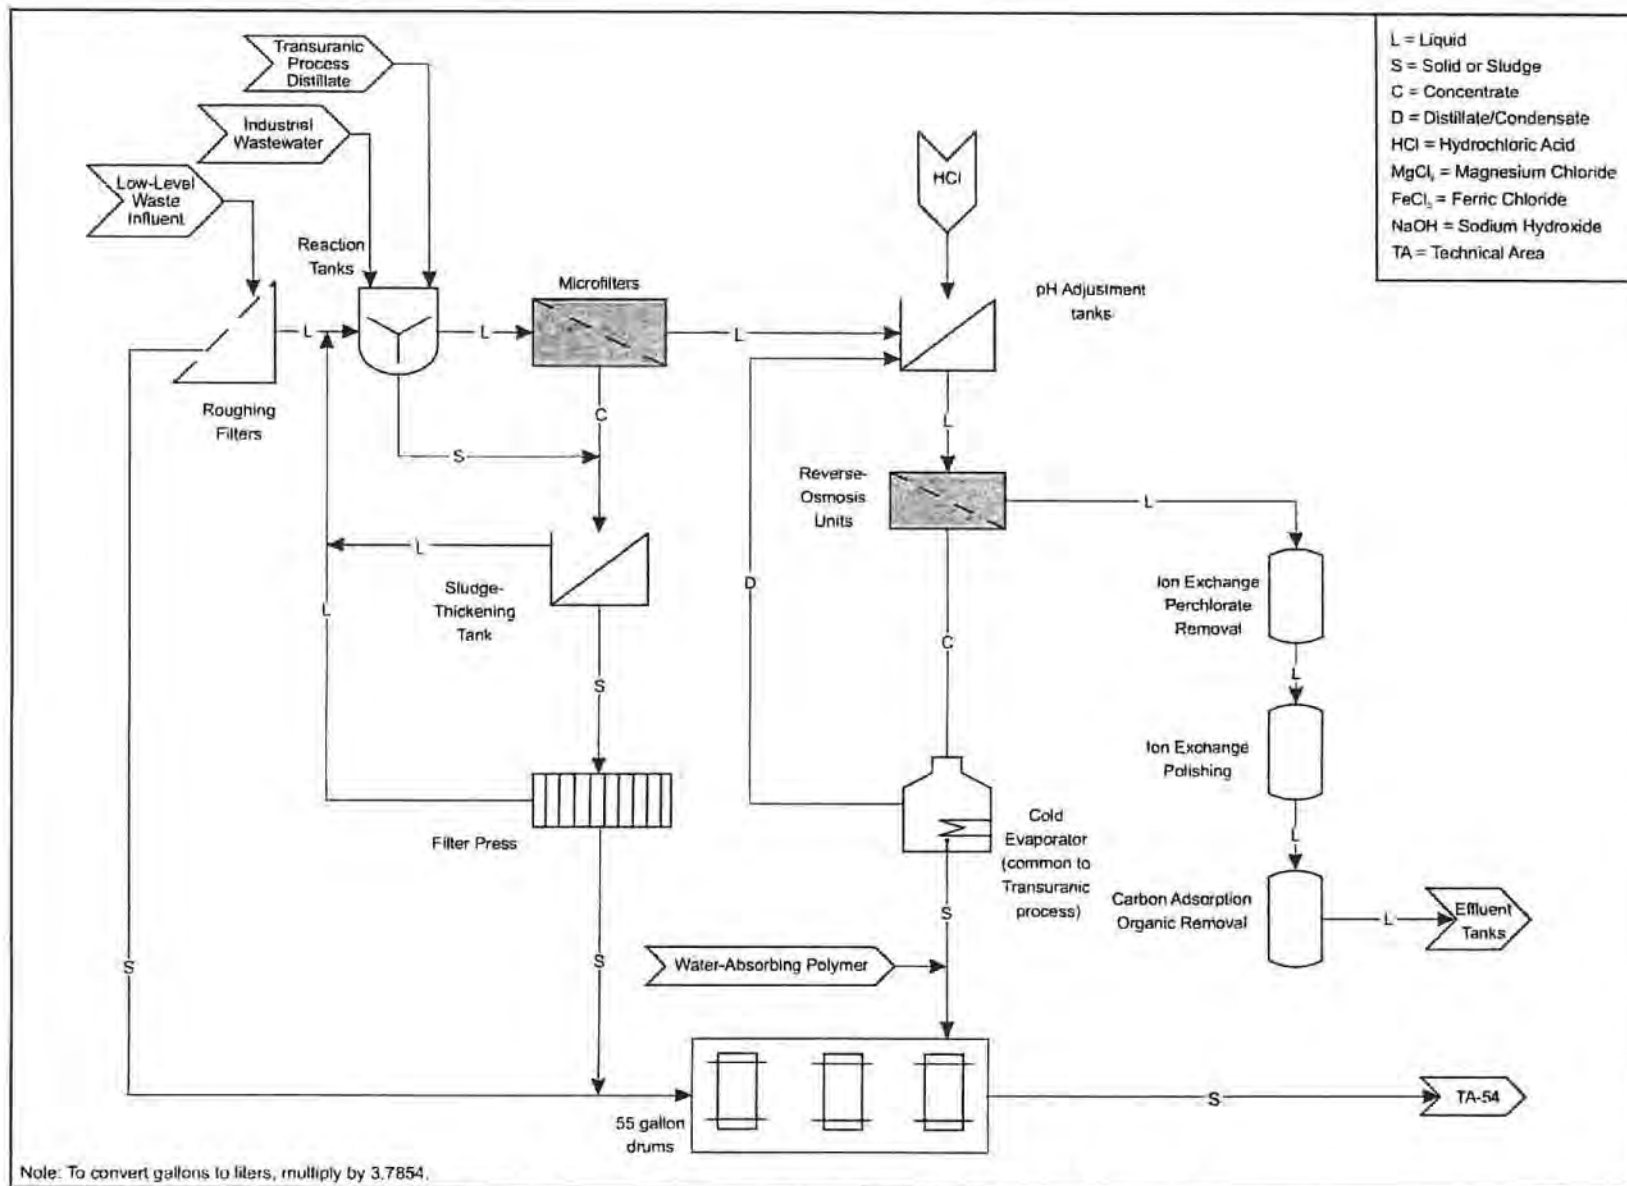 Transuranic
Process
Distillate
Industrial
Wastewater
Low-Level
Waste
Influent
Reaction
Tanks
Microfilters
HCl
pH Adjustment
tanks
L = Liquid
S = Solid or Sludge
C = Concentrate
D = Distillate/Condensate
HCl = Hydrochloric Acid
MgCl₂ = Magnesium Chloride
FeCl₃ = Ferric Chloride
NaOH = Sodium Hydroxide
TA = Technical Area
L
L
L
Roughing
Filters
C
L
S
Reverse-
Osmosis
Units
L
L
Sludge-
Thickening
Tank
L
D
Ion Exchange
Perchlorate
Removal
C
S
L
Ion Exchange
Polishing
Filter Press
Cold
Evaporator
(common to
Transuranic
process)
L
Carbon Adsorption
Organic Removal
S
L
Effluent
Tanks
S
S
Water-Absorbing Polymer
55 gallon
drums
S
TA-54
Note: To convert gallons to liters, multiply by 3.7854.